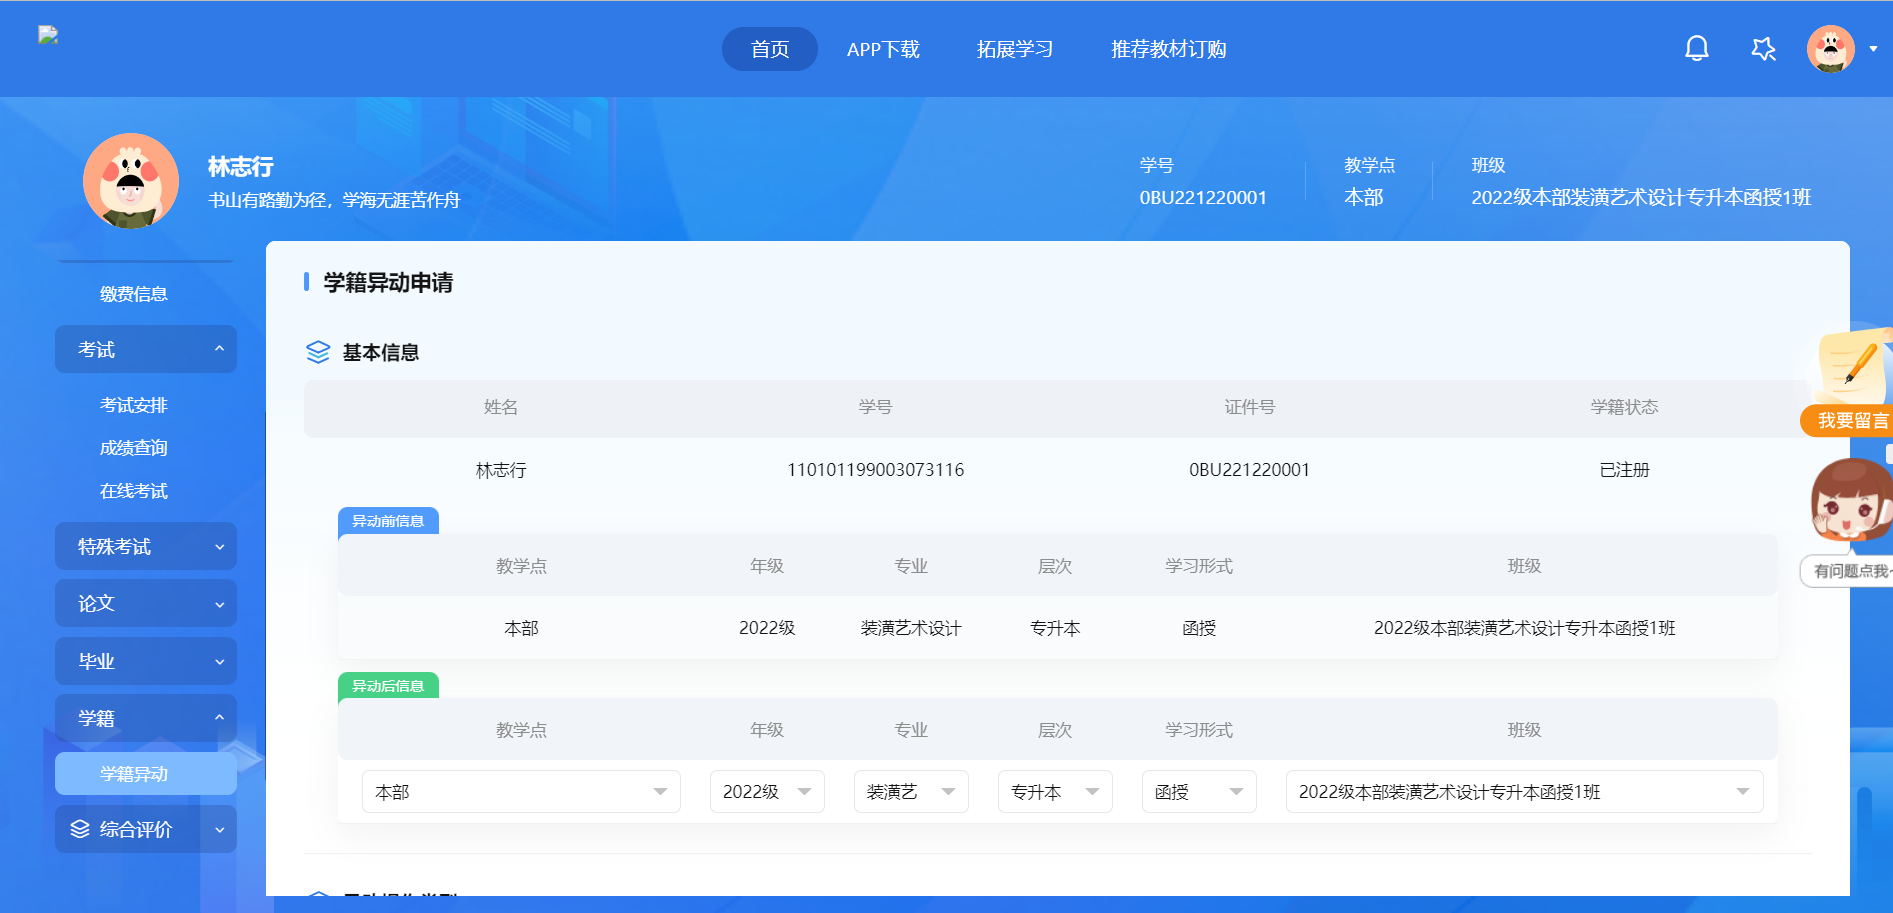 首页 APP下载 拓展学习 推荐教材订购
林志行
书山有路勤为径，学海无涯苦作舟
学号 教学点 班级
0BU221220001 本部 2022级本部装潢艺术设计专升本函授1班
缴费信息
考试
考试安排
成绩查询
在线考试
特殊考试
论文
毕业
学籍
学籍异动
综合评价
学籍异动申请
基本信息
姓名 学号 证件号 学籍状态
林志行 110101199003073116 0BU221220001 已注册
异动前信息
教学点 年级 专业 层次 学习形式 班级
本部 2022级 装潢艺术设计 专升本 函授 2022级本部装潢艺术设计专升本函授1班
异动后信息
教学点 年级 专业 层次 学习形式 班级
本部 2022级 装潢艺 专升本 函授 2022级本部装潢艺术设计专升本函授1班
我要留言
有问题点我~